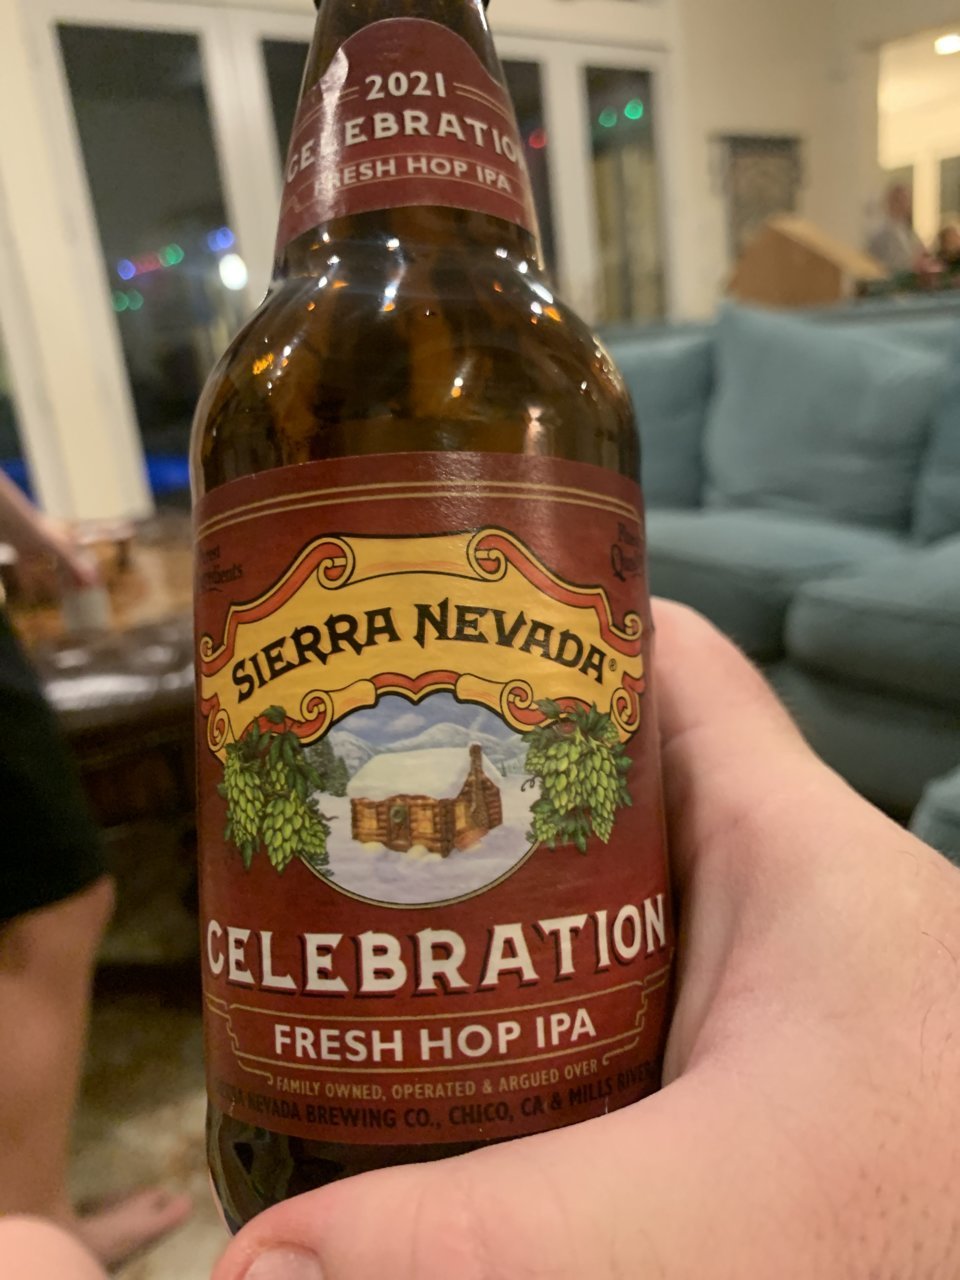 2021
CELEBRATIO
FRESH HOP IPA
SIERRA NEVADA®
CELEBRATION
FRESH HOP IPA
FAMILY OWNED, OPERATED & ARGUED OVER
NEVADA BREWING CO., CHICO, CA & MILLS RIVER